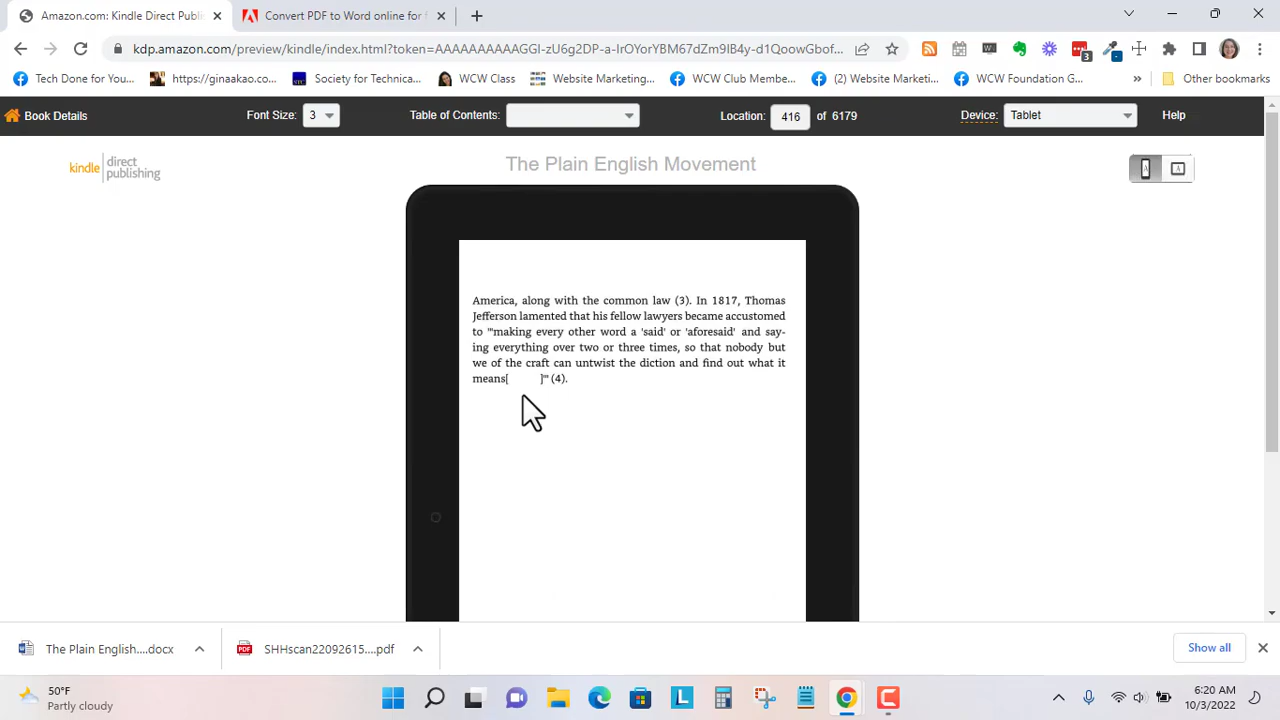 Amazon.com: Kindle Direct Publi
Convert PDF to Word online for f
kdp.amazon.com/preview/kindle/index.html?token=AAAAAAAAAAGGI-zU6g2DP-a-IrOYorYBM67dZm9IB4y-d1QoowGbof...
Tech Done for You...
https://ginaakao.co...
Society for Technica...
WCW Class
Website Marketing...
WCW Club Membe...
(2) Website Marketi...
WCW Foundation G...
»
Other bookmarks
Book Details
Font Size: 3
Table of Contents:
Location: 416 of 6179
Device: Tablet
Help
kindle direct publishing
The Plain English Movement
America, along with the common law (3). In 1817, Thomas
Jefferson lamented that his fellow lawyers became accustomed
to "'making every other word a 'said' or 'aforesaid' and say-
ing everything over two or three times, so that nobody but
we of the craft can untwist the diction and find out what it
means[ ]'" (4).
The Plain English....docx
PDF
SHHscan22092615....pdf
Show all
50°F
Partly cloudy
6:20 AM
10/3/2022